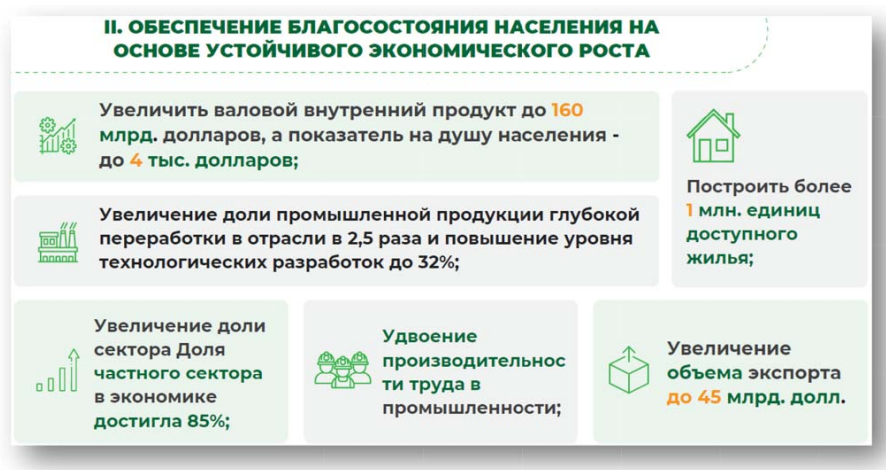 II. ОБЕСПЕЧЕНИЕ БЛАГОСОСТОЯНИЯ НАСЕЛЕНИЯ НА
ОСНОВЕ УСТОЙЧИВОГО ЭКОНОМИЧЕСКОГО РОСТА
Увеличить валовой внутренний продукт до 160
млрд. долларов, а показатель на душу населения -
до 4 тыс. долларов;
Увеличение доли промышленной продукции глубокой
переработки в отрасли в 2,5 раза и повышение уровня
технологических разработок до 32%;
Построить более
1 млн. единиц
доступного
жилья;
Увеличение доли
сектора Доля
частного сектора
в экономике
достигла 85%;
Удвоение
производительнос
ти труда в
промышленности;
Увеличение
объема экспорта
до 45 млрд. долл.